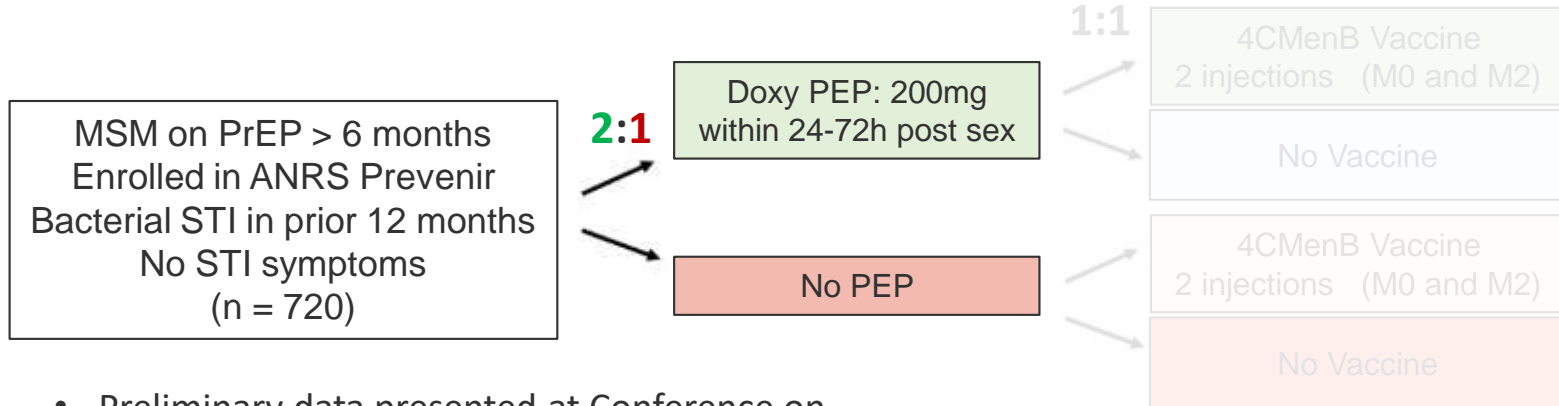 MSM on PrEP > 6 months
Enrolled in ANRS Prevenir
Bacterial STI in prior 12 months
No STI symptoms
(n = 720)
2:1
Doxy PEP: 200mg
within 24-72h post sex
No PEP
1:1
4CMenB Vaccine
2 injections (M0 and M2)
No Vaccine
4CMenB Vaccine
2 injections (M0 and M2)
No Vaccine
• Preliminary data presented at Conference on